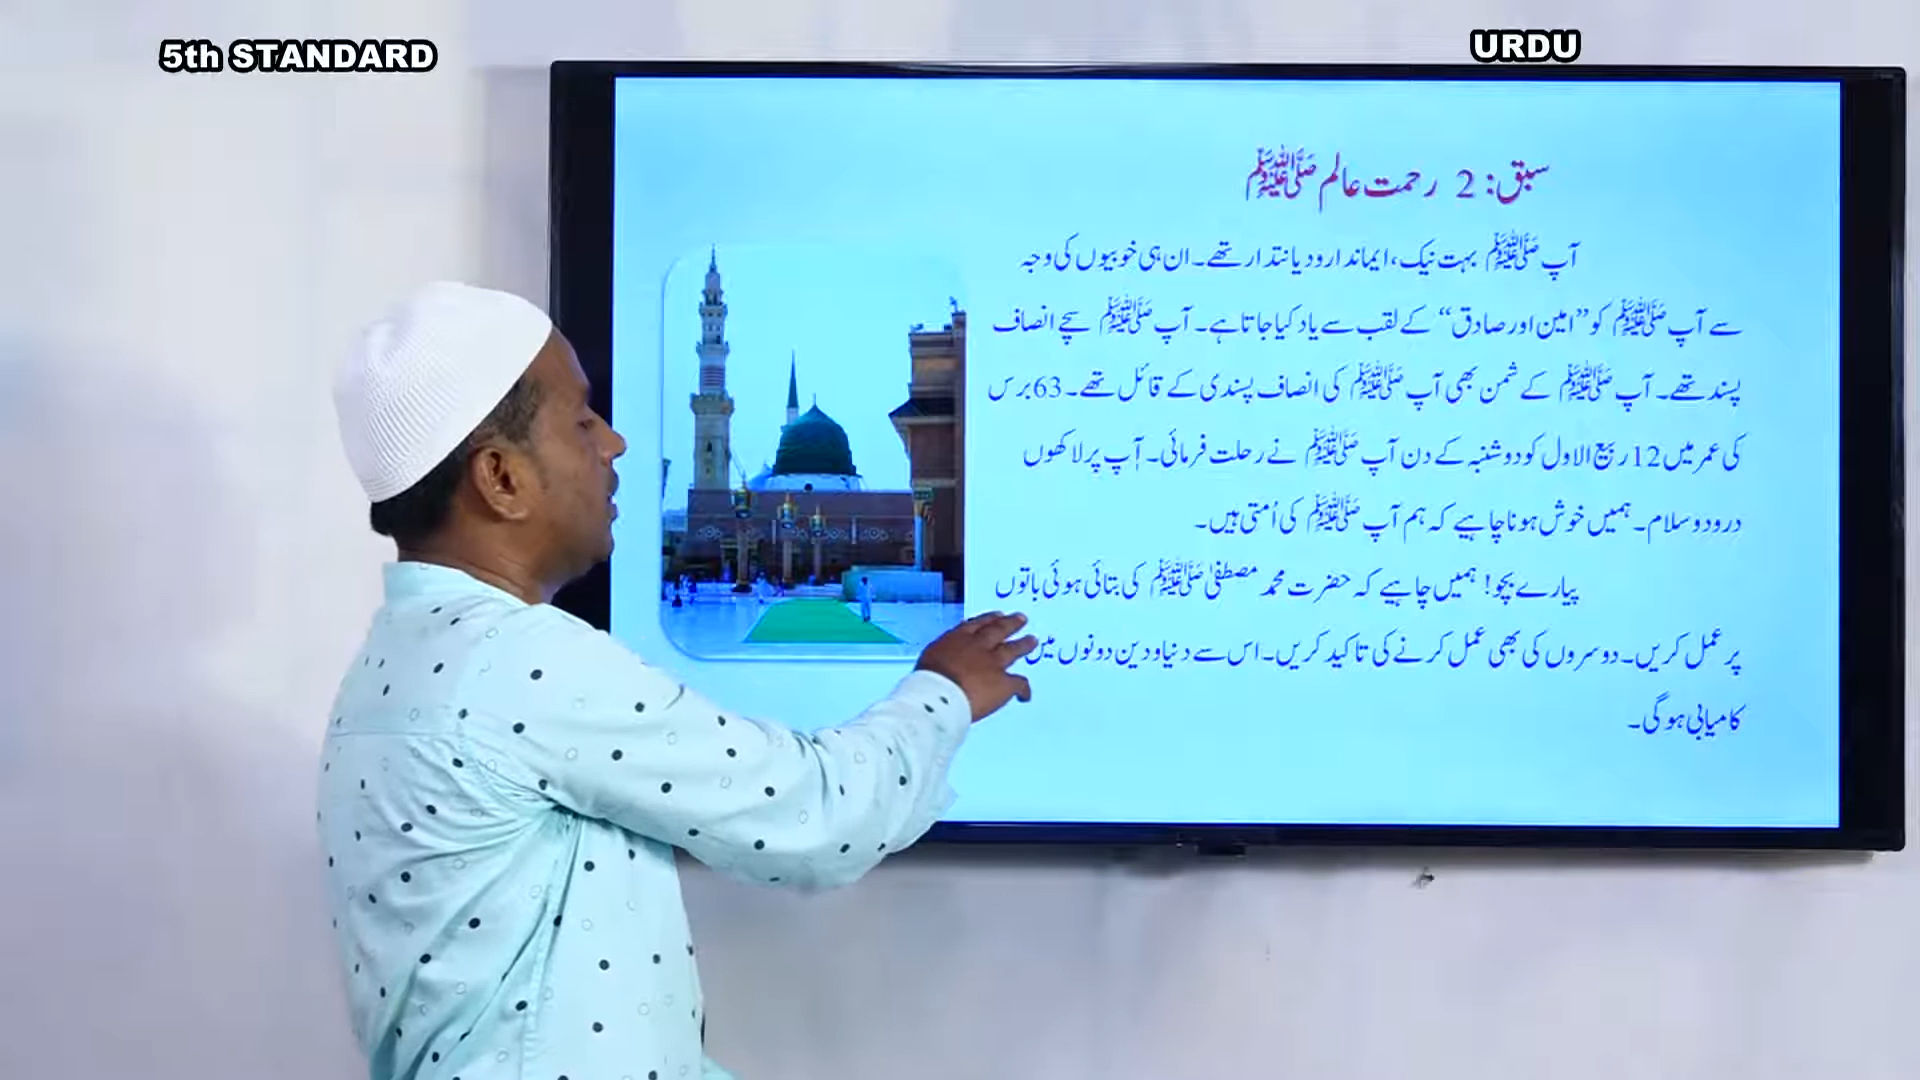 5th STANDARD
URDU
سبق: 2 رحمت عالم ﷺ
آپ ﷺ بہت نیک، ایماندار و دیانتدار تھے۔ ان ہی خوبیوں کی وجہ
سے آپ ﷺ کو ”امین اور صادق“ کے لقب سے یاد کیا جاتا ہے۔ آپ ﷺ سچے انصاف
پسند تھے۔ آپ ﷺ کے شمن بھی آپ ﷺ کی انصاف پسندی کے قائل تھے۔ 63 برس
کی عمر میں 12 ربیع الاول کو دوشنبہ کے دن آپ ﷺ نے رحلت فرمائی۔ آپ پر لاکھوں
درود و سلام۔ ہمیں خوش ہونا چاہیے کہ ہم آپ ﷺ کی اُمتی ہیں۔
پیارے بچو! ہمیں چاہیے کہ حضرت محمد مصطفیٰ ﷺ کی بتائی ہوئی باتوں
پر عمل کریں۔ دوسروں کی بھی عمل کرنے کی تاکید کریں۔ اس سے دنیا و دین دونوں میں
کامیابی ہو گی۔